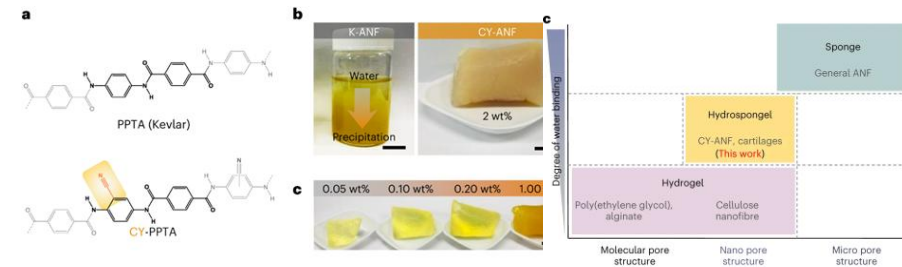 a
PPTA (Kevlar)
CY-PPTA
b
K-ANF
Water
Precipitation
CY-ANF
2 wt%
c
0.05 wt%
0.10 wt%
0.20 wt%
1.00
c
Degree of water binding
Sponge
General ANF
Hydrospongel
CY-ANF, cartilages
(This work)
Hydrogel
Poly(ethylene glycol),
alginate
Cellulose
nanofibre
Molecular pore
structure
Nano pore
structure
Micro pore
structure